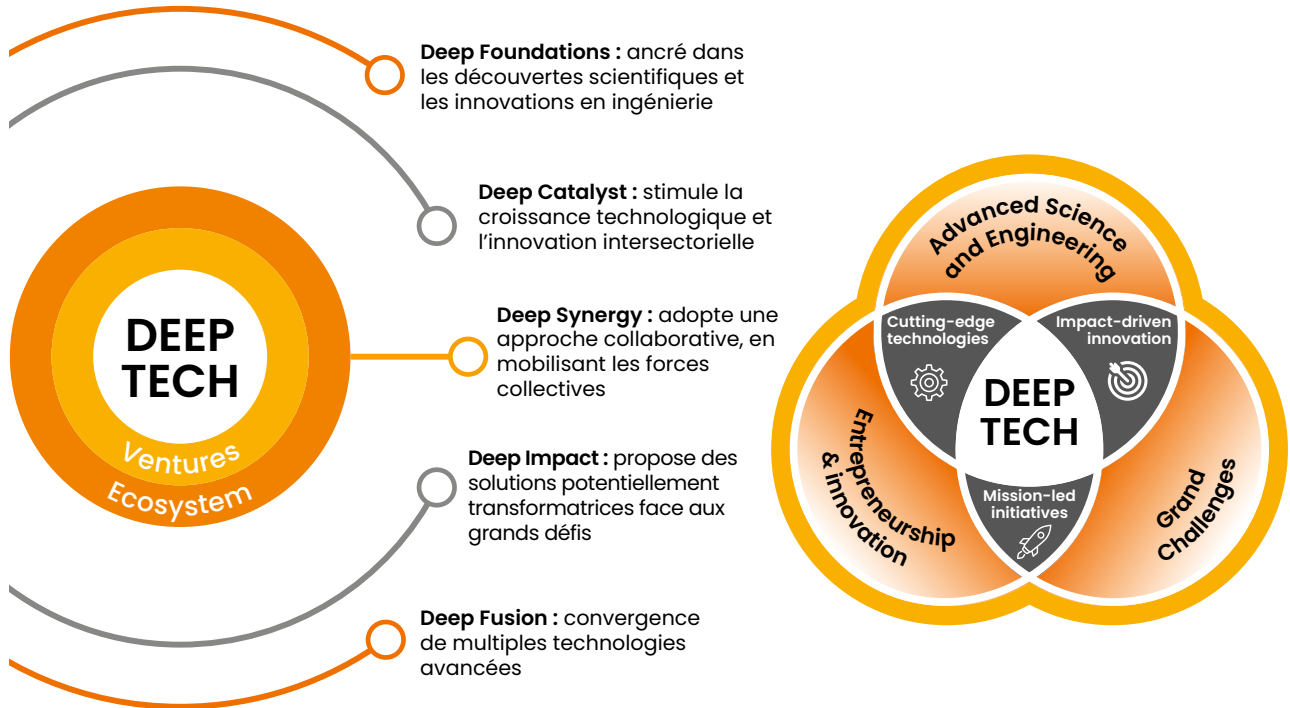 Deep Foundations : ancré dans
les découvertes scientifiques et
les innovations en ingénierie
Deep Catalyst : stimule la
croissance technologique et
l'innovation intersectorielle
Deep Synergy : adopte une
approche collaborative, en
mobilisant les forces
collectives
Deep Impact : propose des
solutions potentiellement
transformatrices face aux
grands défis
Deep Fusion : convergence
de multiples technologies
avancées
DEEP
TECH
Ventures
Ecosystem
Advanced Science
and Engineering
Cutting-edge
technologies
Impact-driven
innovation
DEEP
TECH
Mission-led
initiatives
Entrepreneurship
& innovation
Grand
Challenges